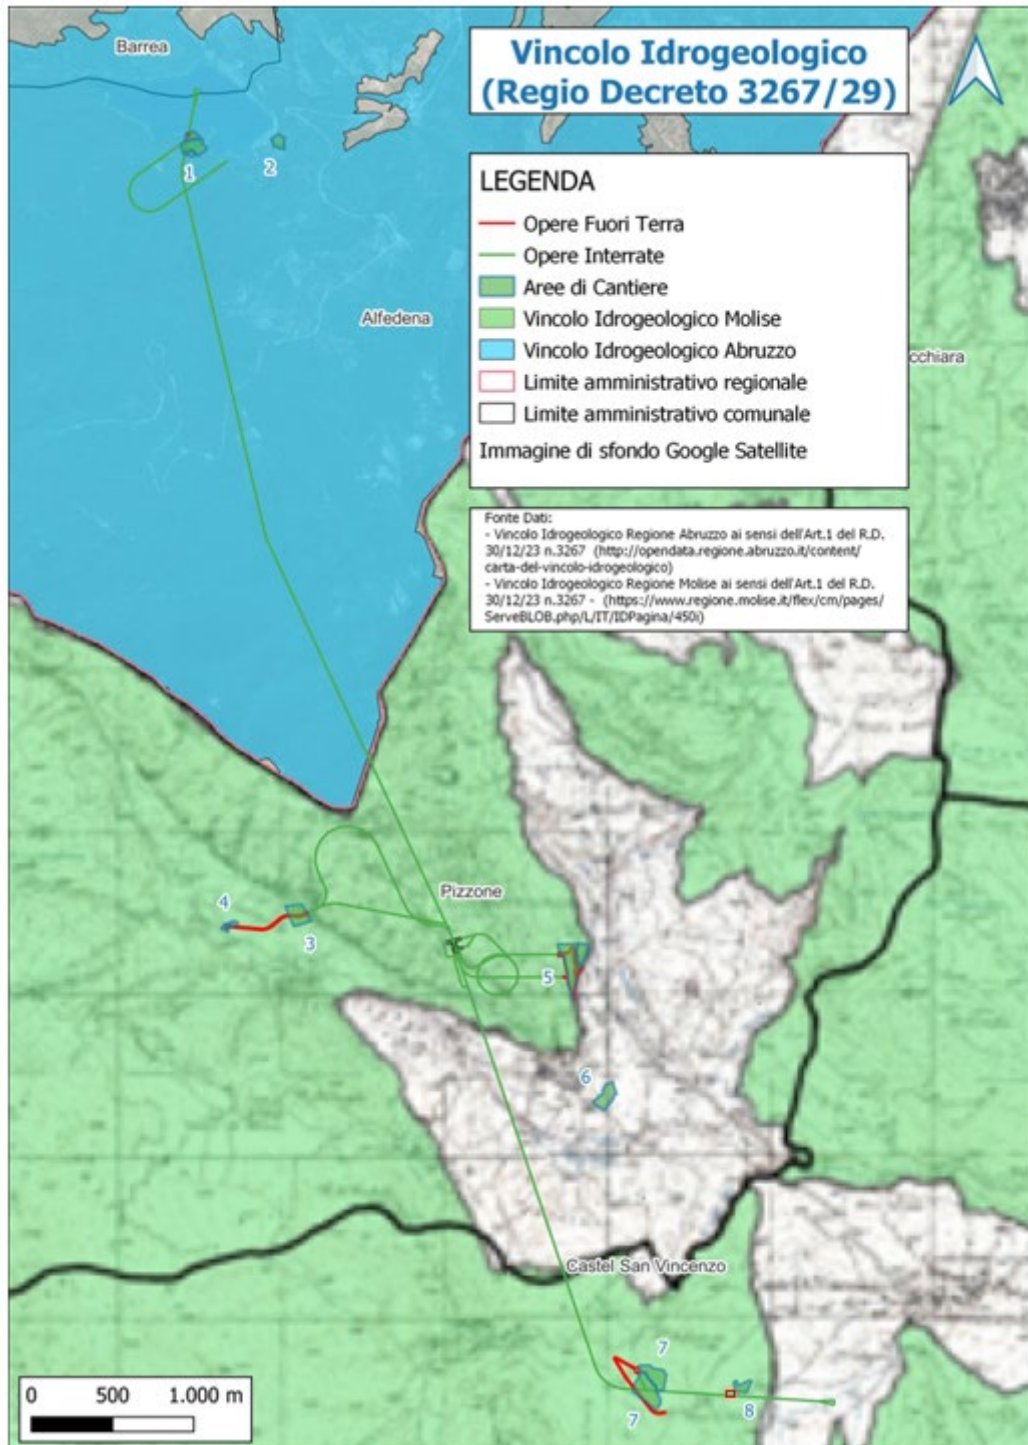 Barrea
Vincolo Idrogeologico
(Regio Decreto 3267/29)
1
2
LEGENDA
Opere Fuori Terra
Opere Interrate
Aree di Cantiere
Vincolo Idrogeologico Molise
Vincolo Idrogeologico Abruzzo
Limite amministrativo regionale
Limite amministrativo comunale
Immagine di sfondo Google Satellite
Alfedena
cchiara
Fonte Dati:
- Vincolo Idrogeologico Regione Abruzzo ai sensi dell'Art.1 del R.D.
30/12/23 n.3267 (http://opendata.regione.abruzzo.it/content/
carta-del-vincolo-idrogeologico)
- Vincolo Idrogeologico Regione Molise ai sensi dell'Art.1 del R.D.
30/12/23 n.3267 - (https://www.regione.molise.it/flex/cm/pages/
ServeBLOB.php/L/IT/IDPagina/450i)
Pizzone
4
3
5
6
Castel San Vincenzo
7
7
8
0 500 1.000 m